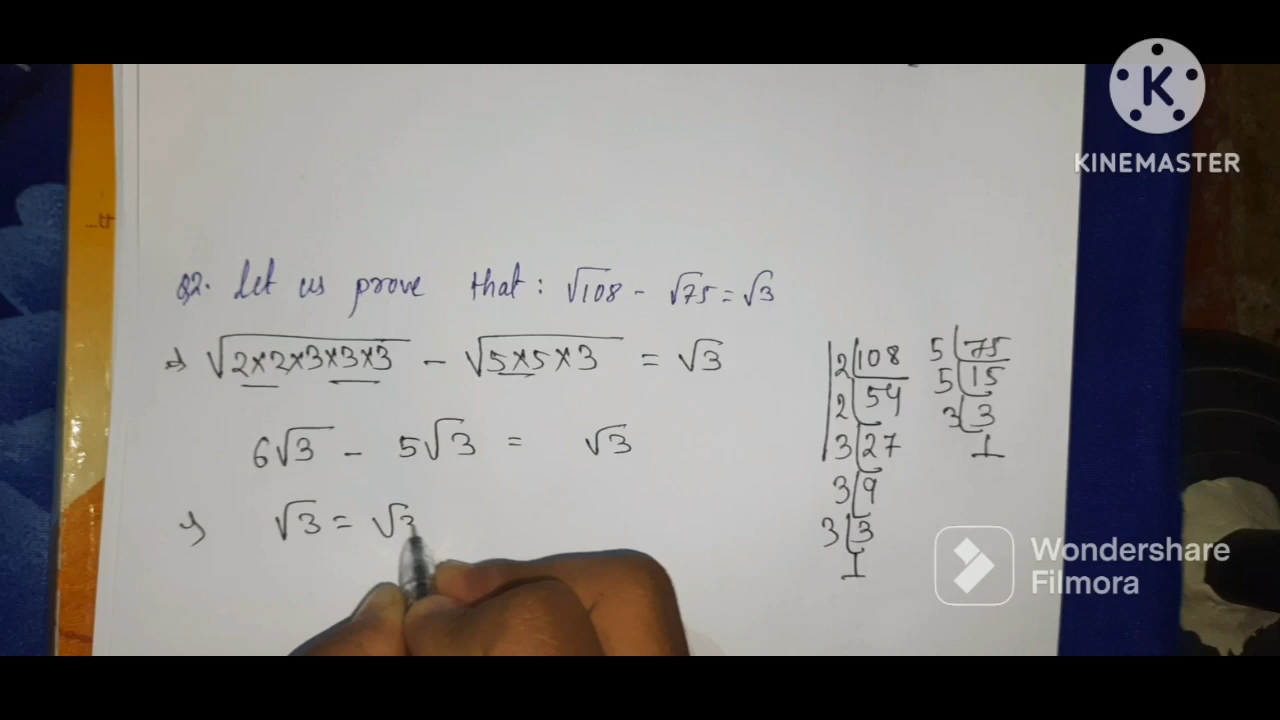 Q2. Let us prove that: √108 - √75 = √3
⇒ √2×2×3×3×3 - √5×5×3 = √3
6√3 - 5√3 = √3
⇒ √3 = √3
2 108
2 54
3 27
3 9
3 3
1
5 75
5 15
3 3
1
K
KINEMASTER
Wondershare
Filmora